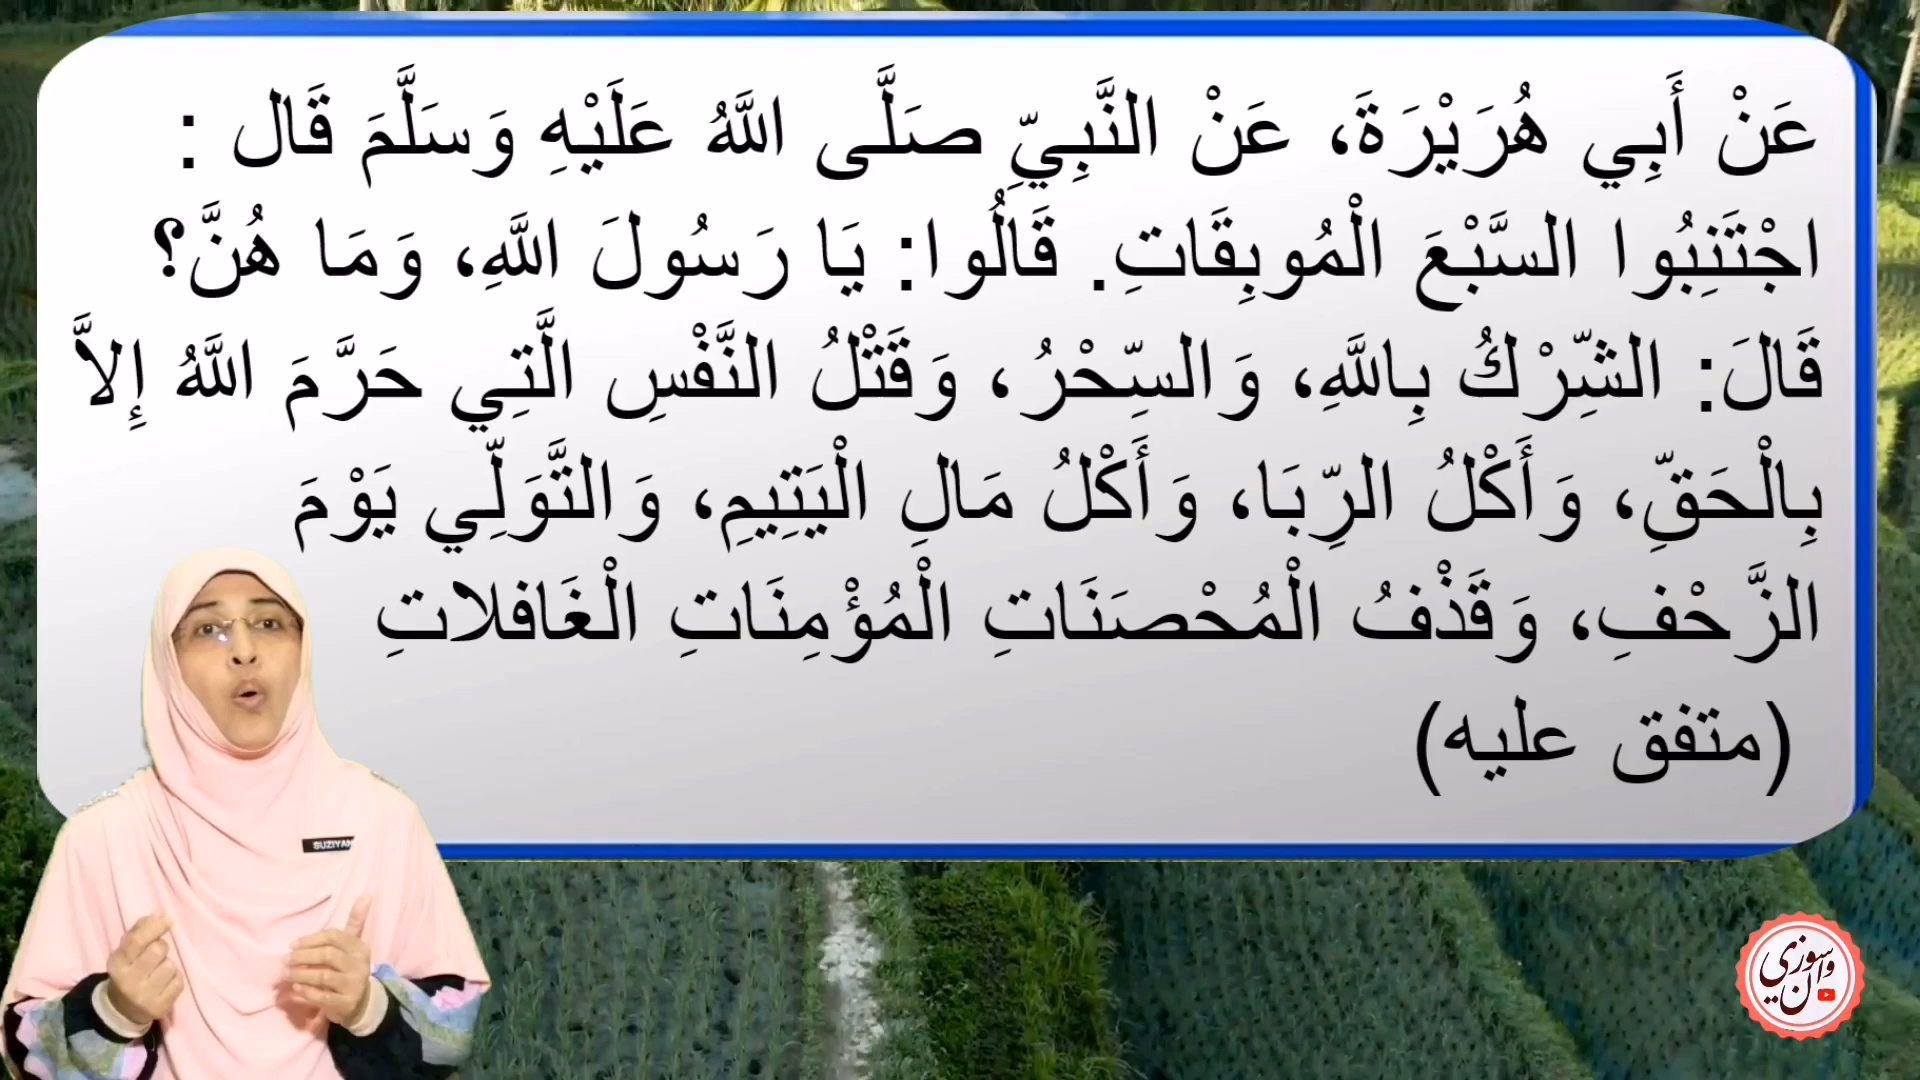 عَنْ أَبِي هُرَيْرَةَ، عَنْ النَّبِيِّ صَلَّى اللَّهُ عَلَيْهِ وَسَلَّمَ قَال :
اجْتَنِبُوا السَّبْعَ الْمُوبِقَاتِ. قَالُوا: يَا رَسُولَ اللَّهِ، وَمَا هُنَّ؟
قَالَ: الشِّرْكُ بِاللَّهِ، وَالسِّحْرُ، وَقَتْلُ النَّفْسِ الَّتِي حَرَّمَ اللَّهُ إِلاَّ
بِالْحَقِّ، وَأَكْلُ الرِّبَا، وَأَكْلُ مَالِ الْيَتِيمِ، وَالتَّوَلِّي يَوْمَ
الزَّحْفِ، وَقَذْفُ الْمُحْصَنَاتِ الْمُؤْمِنَاتِ الْغَافلاتِ
(متفق عليه)
SUZIYAN